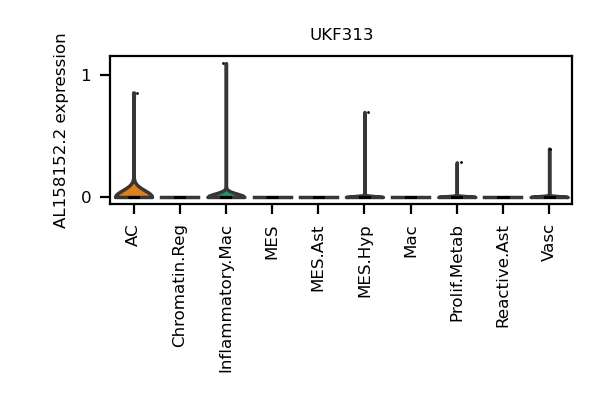 UKF313
AL158152.2 expression
1
0
AC
Chromatin.Reg
Inflammatory.Mac
MES
MES.Ast
MES.Hyp
Mac
Prolif.Metab
Reactive.Ast
Vasc